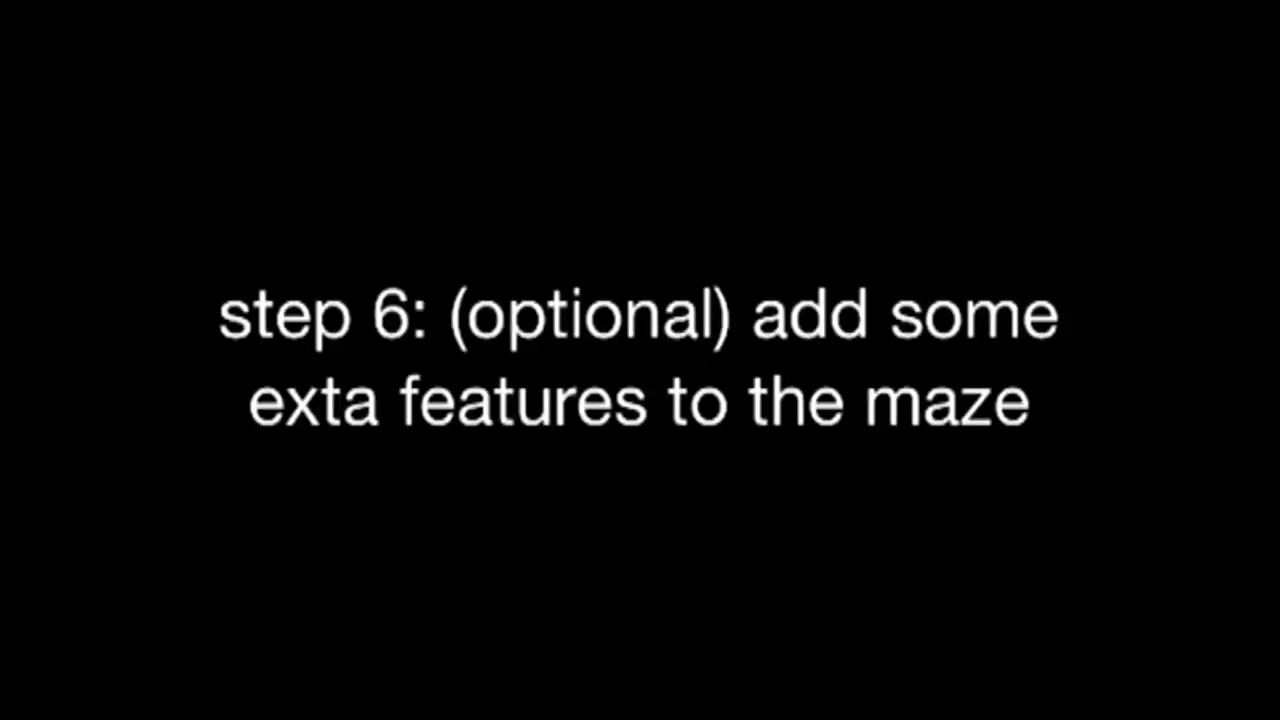 step 6: (optional) add some
exta features to the maze